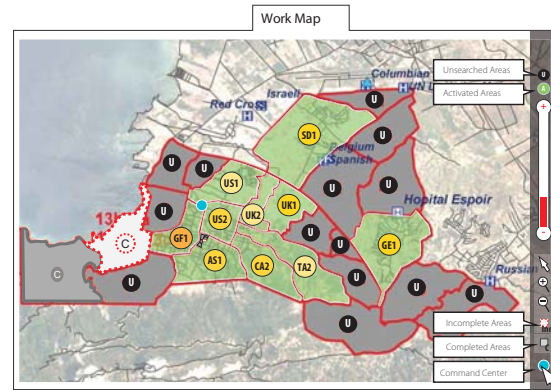 Work Map
Columbian
Unsearched Areas
U
Israeli
U
Activated Areas
A
Red Cross
U
+
SD1
U
Belgium
Spanish
U
U
US1
U
U
Hopital Espoir
U
US2
UK2
UK1
C
GF1
U
U
GE1
-
C
AS1
CA2
TA2
Russian
U
U
U
U
U
Incomplete Areas
Completed Areas
Command Center